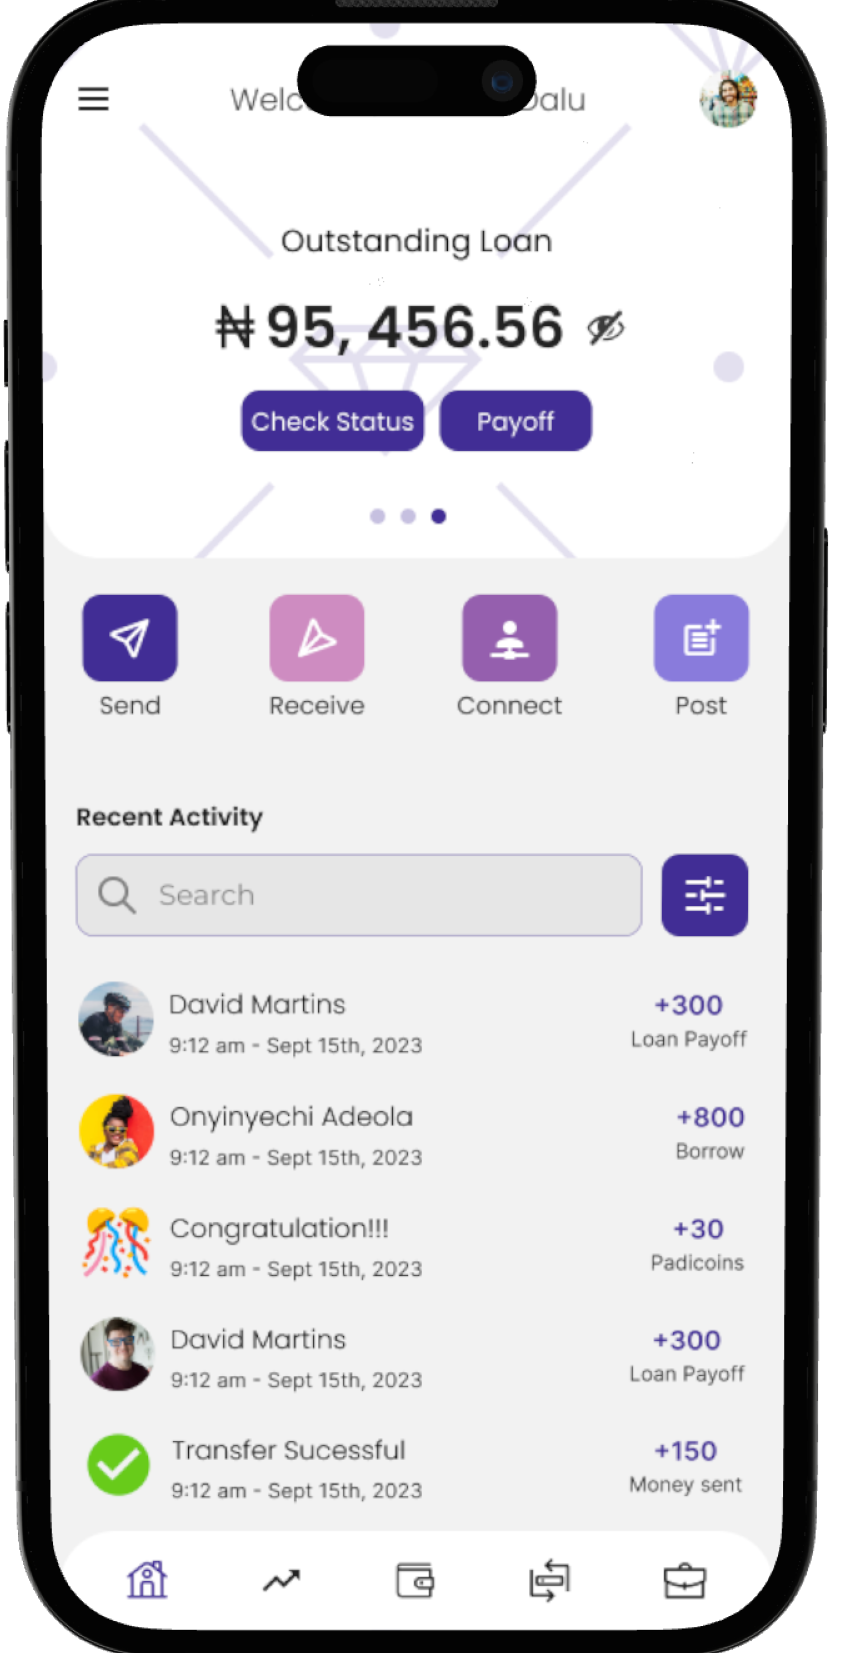 Dalu
Outstanding Loan
₦ 95, 456.56
Check Status Payoff
Send Receive Connect Post
Recent Activity
Search
David Martins +300
9:12 am - Sept 15th, 2023 Loan Payoff
Onyinyechi Adeola +800
9:12 am - Sept 15th, 2023 Borrow
Congratulation!!! +30
9:12 am - Sept 15th, 2023 Padicoins
David Martins +300
9:12 am - Sept 15th, 2023 Loan Payoff
Transfer Sucessful +150
9:12 am - Sept 15th, 2023 Money sent